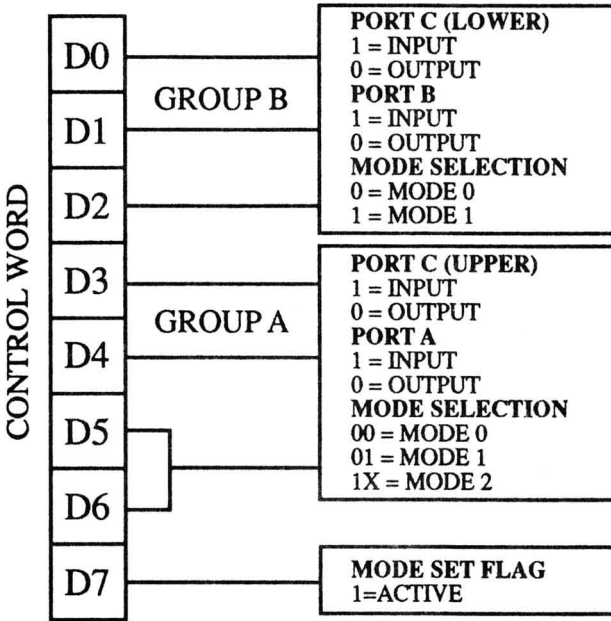 CONTROL WORD
D0
D1
D2
D3
D4
D5
D6
D7
GROUP B
GROUP A
PORT C (LOWER)
1 = INPUT
0 = OUTPUT
PORT B
1 = INPUT
0 = OUTPUT
MODE SELECTION
0 = MODE 0
1 = MODE 1
PORT C (UPPER)
1 = INPUT
0 = OUTPUT
PORT A
1 = INPUT
0 = OUTPUT
MODE SELECTION
00 = MODE 0
01 = MODE 1
1X = MODE 2
MODE SET FLAG
1=ACTIVE